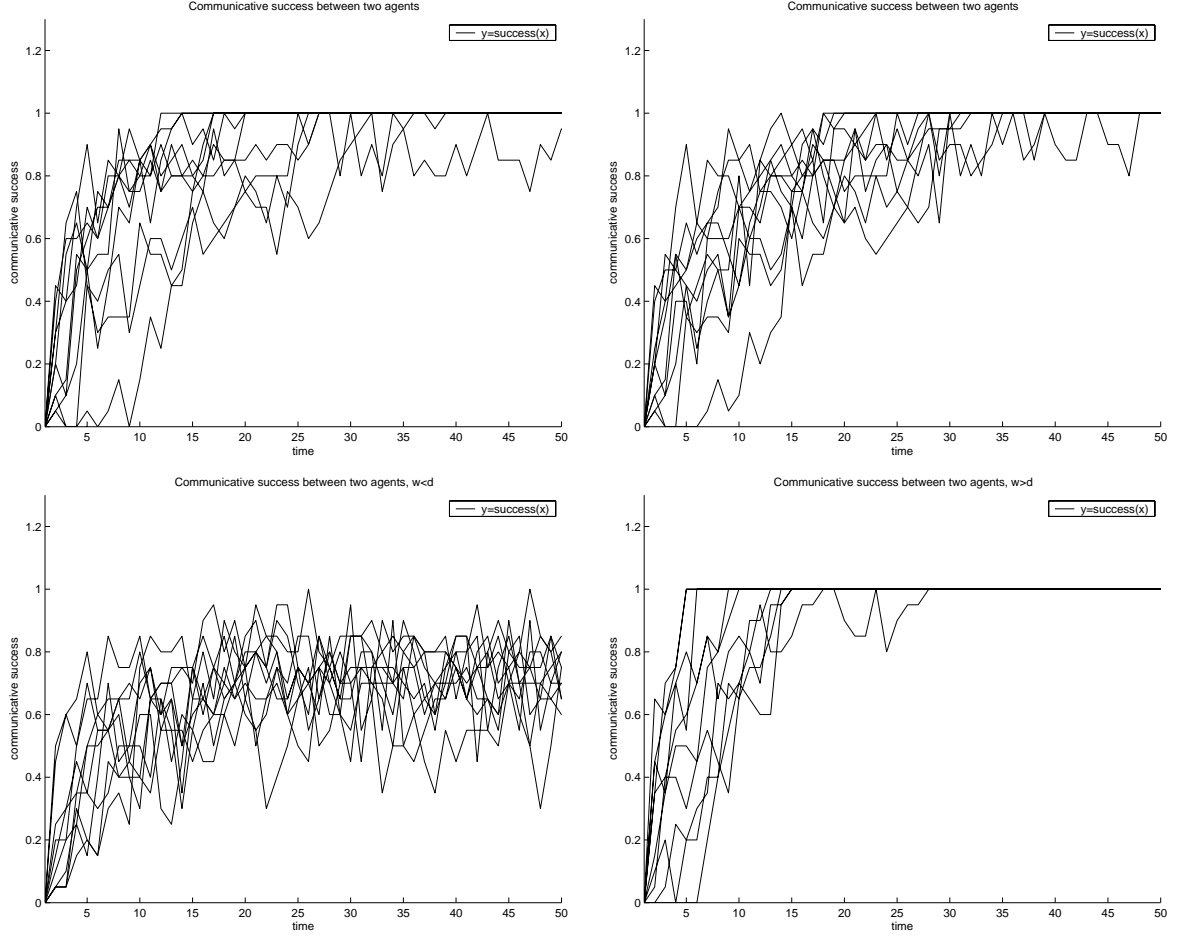 Communicative success between two agents
y=success(x)
communicative success
1.2
1
0.8
0.6
0.4
0.2
0
5 10 15 20 25 30 35 40 45 50
time
Communicative success between two agents
y=success(x)
communicative success
1.2
1
0.8
0.6
0.4
0.2
0
5 10 15 20 25 30 35 40 45 50
time
Communicative success between two agents, w<d
y=success(x)
communicative success
1.2
1
0.8
0.6
0.4
0.2
0
5 10 15 20 25 30 35 40 45 50
time
Communicative success between two agents, w>d
y=success(x)
communicative success
1.2
1
0.8
0.6
0.4
0.2
0
5 10 15 20 25 30 35 40 45 50
time